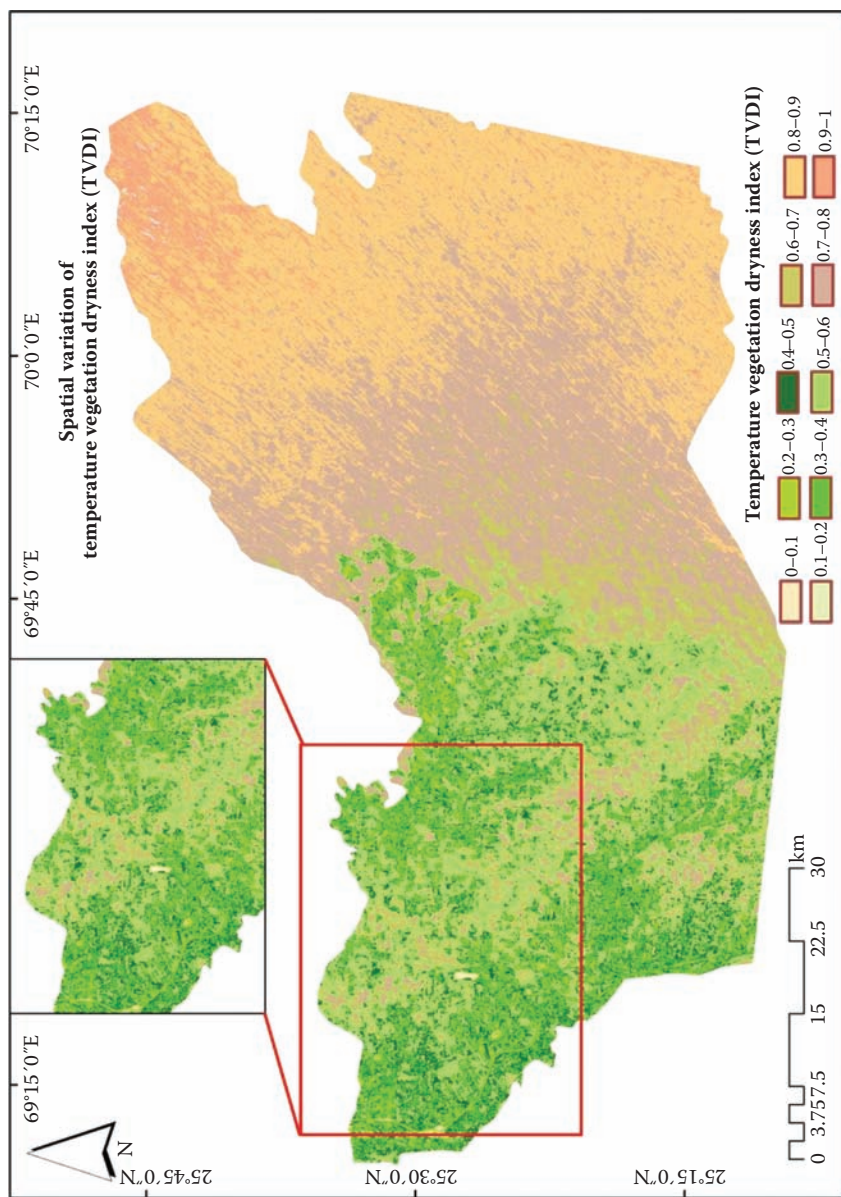 Spatial variation of
temperature vegetation dryness index (TVDI)
69°15´0˝E
69°45´0˝E
70°0´0˝E
70°15´0˝E
25°45´0˝N
25°30´0˝N
25°15´0˝N
N
0 3.75 7.5 15 22.5 30
km
Temperature vegetation dryness index (TVDI)
0–0.1 0.2–0.3 0.4–0.5 0.6–0.7 0.8–0.9
0.1–0.2 0.3–0.4 0.5–0.6 0.7–0.8 0.9–1